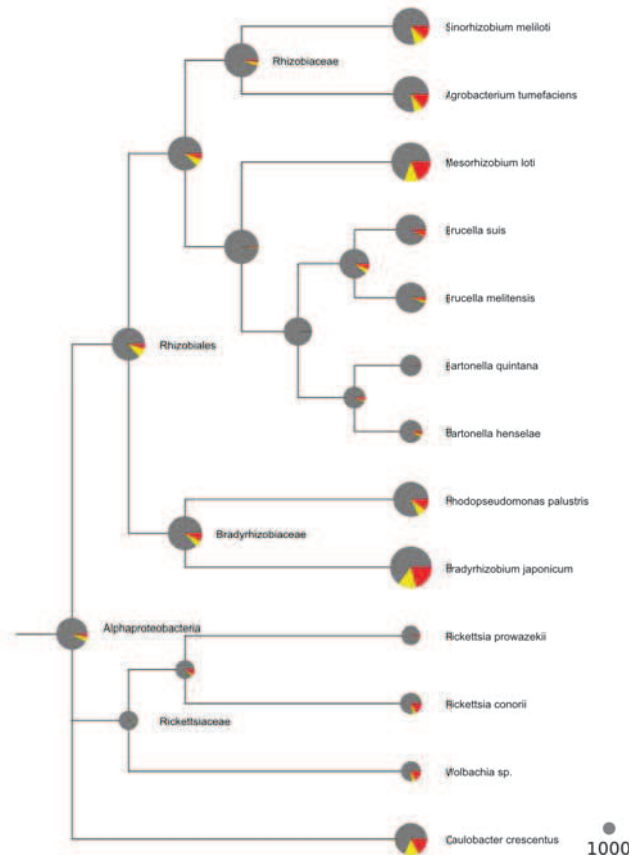 Sinorhizobium meliloti
Rhizobiaceae
Agrobacterium tumefaciens
Mesorhizobium loti
Brucella suis
Brucella melitensis
Rhizobiales
Bartonella quintana
Bartonella henselae
Rhodopseudomonas palustris
Bradyrhizobiaceae
Bradyrhizobium japonicum
Alphaproteobacteria
Rickettsia prowazekii
Rickettsia conorii
Rickettsiaceae
Wolbachia sp.
Caulobacter crescentus
1000